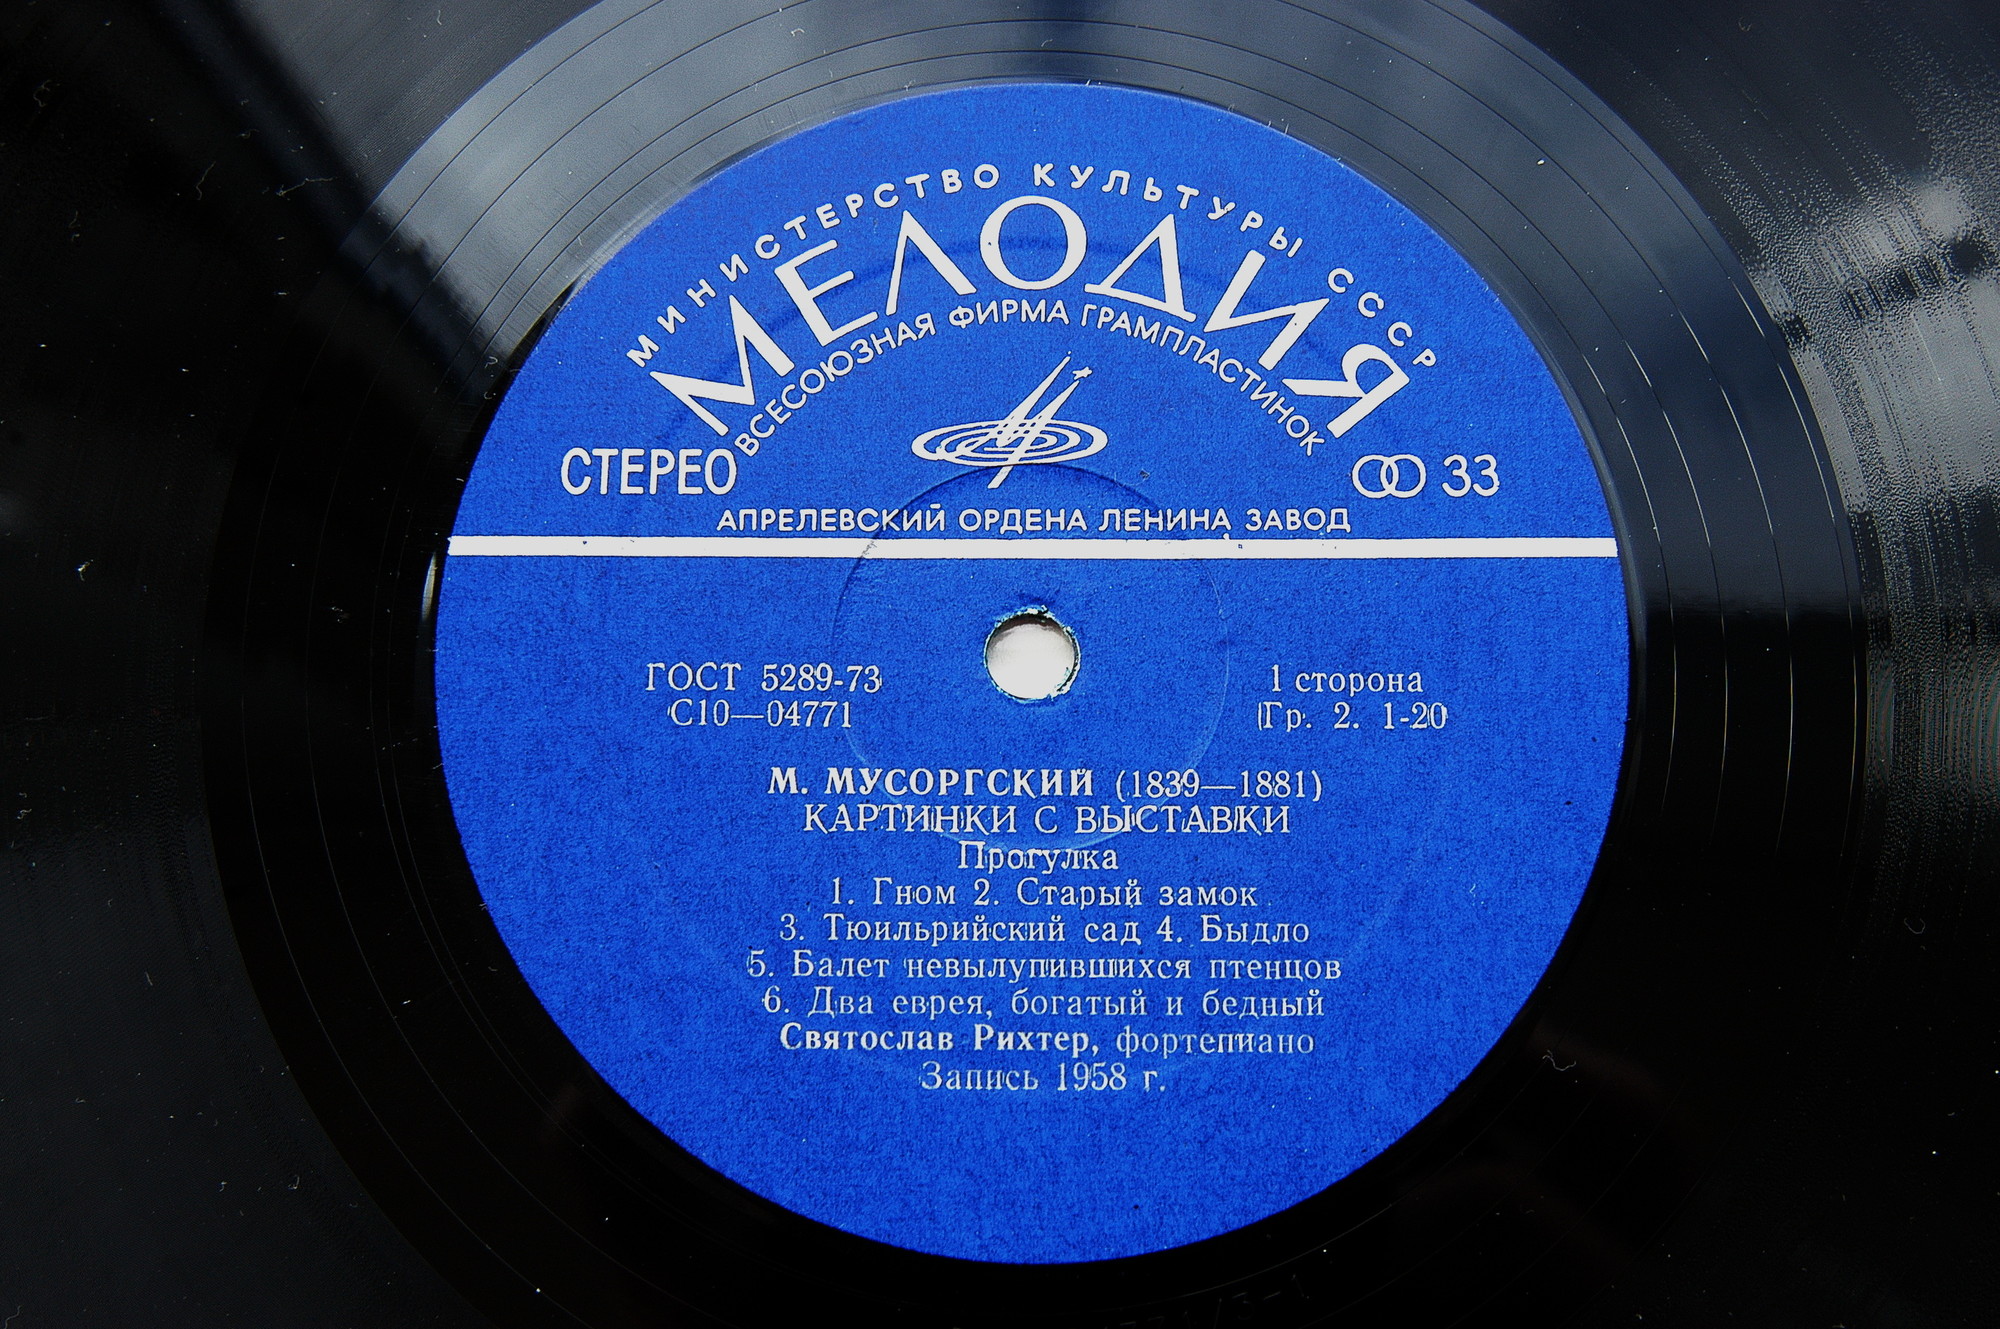 МИНИСТЕРСТВО КУЛЬТУРЫ СССР
МЕЛОДИЯ
ВСЕСОЮЗНАЯ ФИРМА ГРАМПЛАСТИНОК
СТЕРЕО
33
АПРЕЛЕВСКИЙ ОРДЕНА ЛЕНИНА ЗАВОД
ГОСТ 5289-73
1 сторона
С10—04771
Гр. 2. 1-20
М. МУСОРГСКИЙ (1839—1881)
КАРТИНКИ С ВЫСТАВКИ
Прогулка
1. Гном 2. Старый замок
3. Тюильрийский сад 4. Быдло
5. Балет невылупившихся птенцов
6. Два еврея, богатый и бедный
Святослав Рихтер, фортепиано
Запись 1958 г.